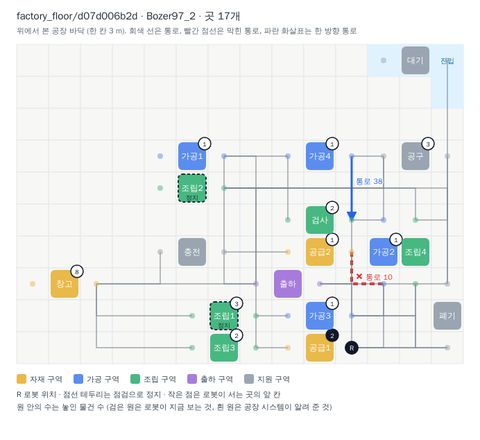 factory_floor/d07d006b2d · Bozer97_2 · 곳 17개
위에서 본 공장 바닥 (한 칸 3 m). 회색 선은 통로, 빨간 점선은 막힌 통로, 파란 화살표는 한 방향 통로
대기
진입
1
1
3
가공1
가공4
공구
통로 38
조립2
정지
2
검사
1
1
충전
공급2
가공2
조립4
8
통로 10
창고
출하
3
1
조립1
정지
가공3
폐기
2
2
조립3
공급1
R
자재 구역
가공 구역
조립 구역
출하 구역
지원 구역
R 로봇 위치 · 점선 테두리는 점검으로 정지 · 작은 점은 로봇이 서는 곳의 앞 칸
원 안의 수는 놓인 물건 수 (검은 원은 로봇이 지금 보는 것, 흰 원은 공장 시스템이 알려 준 것)